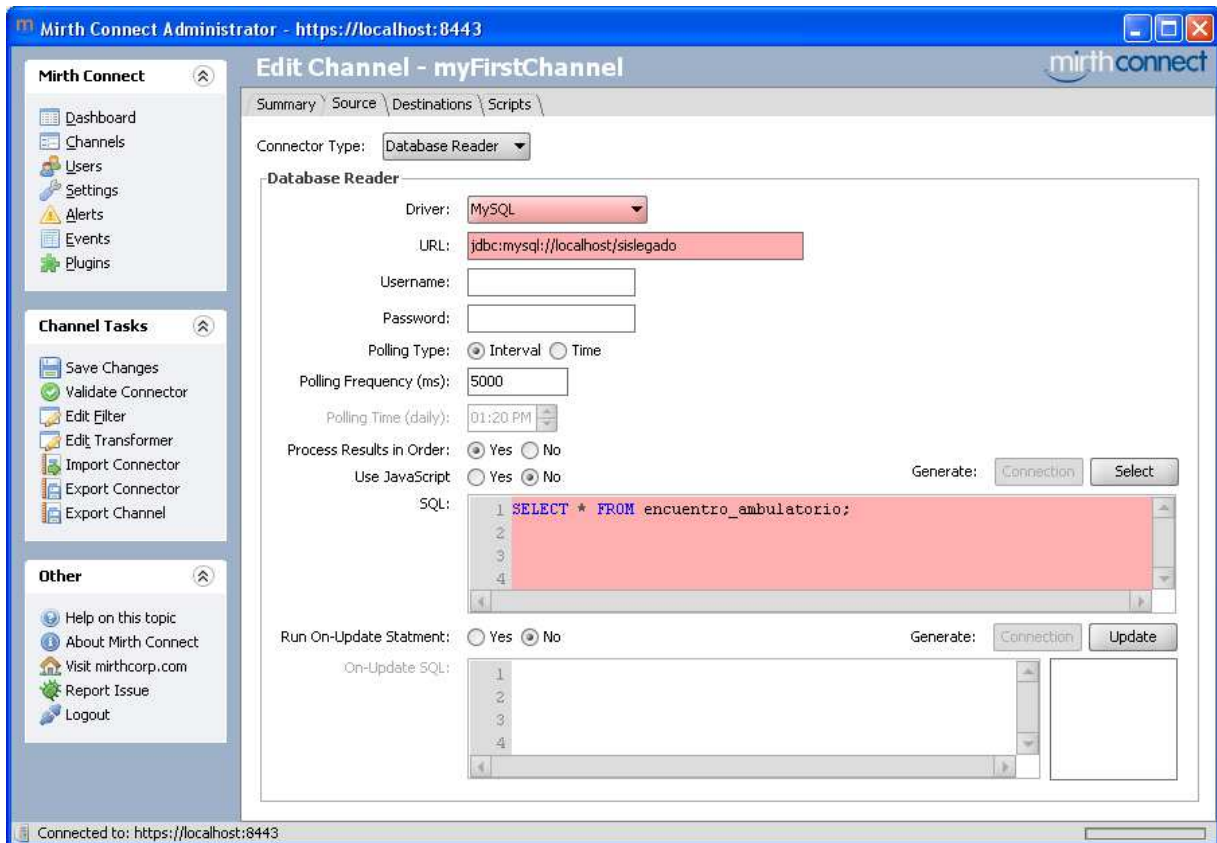 Mirth Connect Administrator - https://localhost:8443
Mirth Connect
Dashboard
Channels
Users
Settings
Alerts
Events
Plugins
Channel Tasks
Save Changes
Validate Connector
Edit Filter
Edit Transformer
Import Connector
Export Connector
Export Channel
Other
Help on this topic
About Mirth Connect
Visit mirthcorp.com
Report Issue
Logout
Edit Channel - myFirstChannel
mirth connect
Summary Source Destinations Scripts
Connector Type: Database Reader
Database Reader
Driver: MySQL
URL: jdbc:mysql://localhost/sislegado
Username:
Password:
Polling Type: Interval Time
Polling Frequency (ms): 5000
Polling Time (daily): 01:20 PM
Process Results in Order: Yes No
Use JavaScript Yes No Generate: Connection Select
SQL: 1 SELECT * FROM encuentro_ambulatorio;
2
3
4
Run On-Update Statment: Yes No Generate: Connection Update
On-Update SQL: 1
2
3
4
Connected to: https://localhost:8443